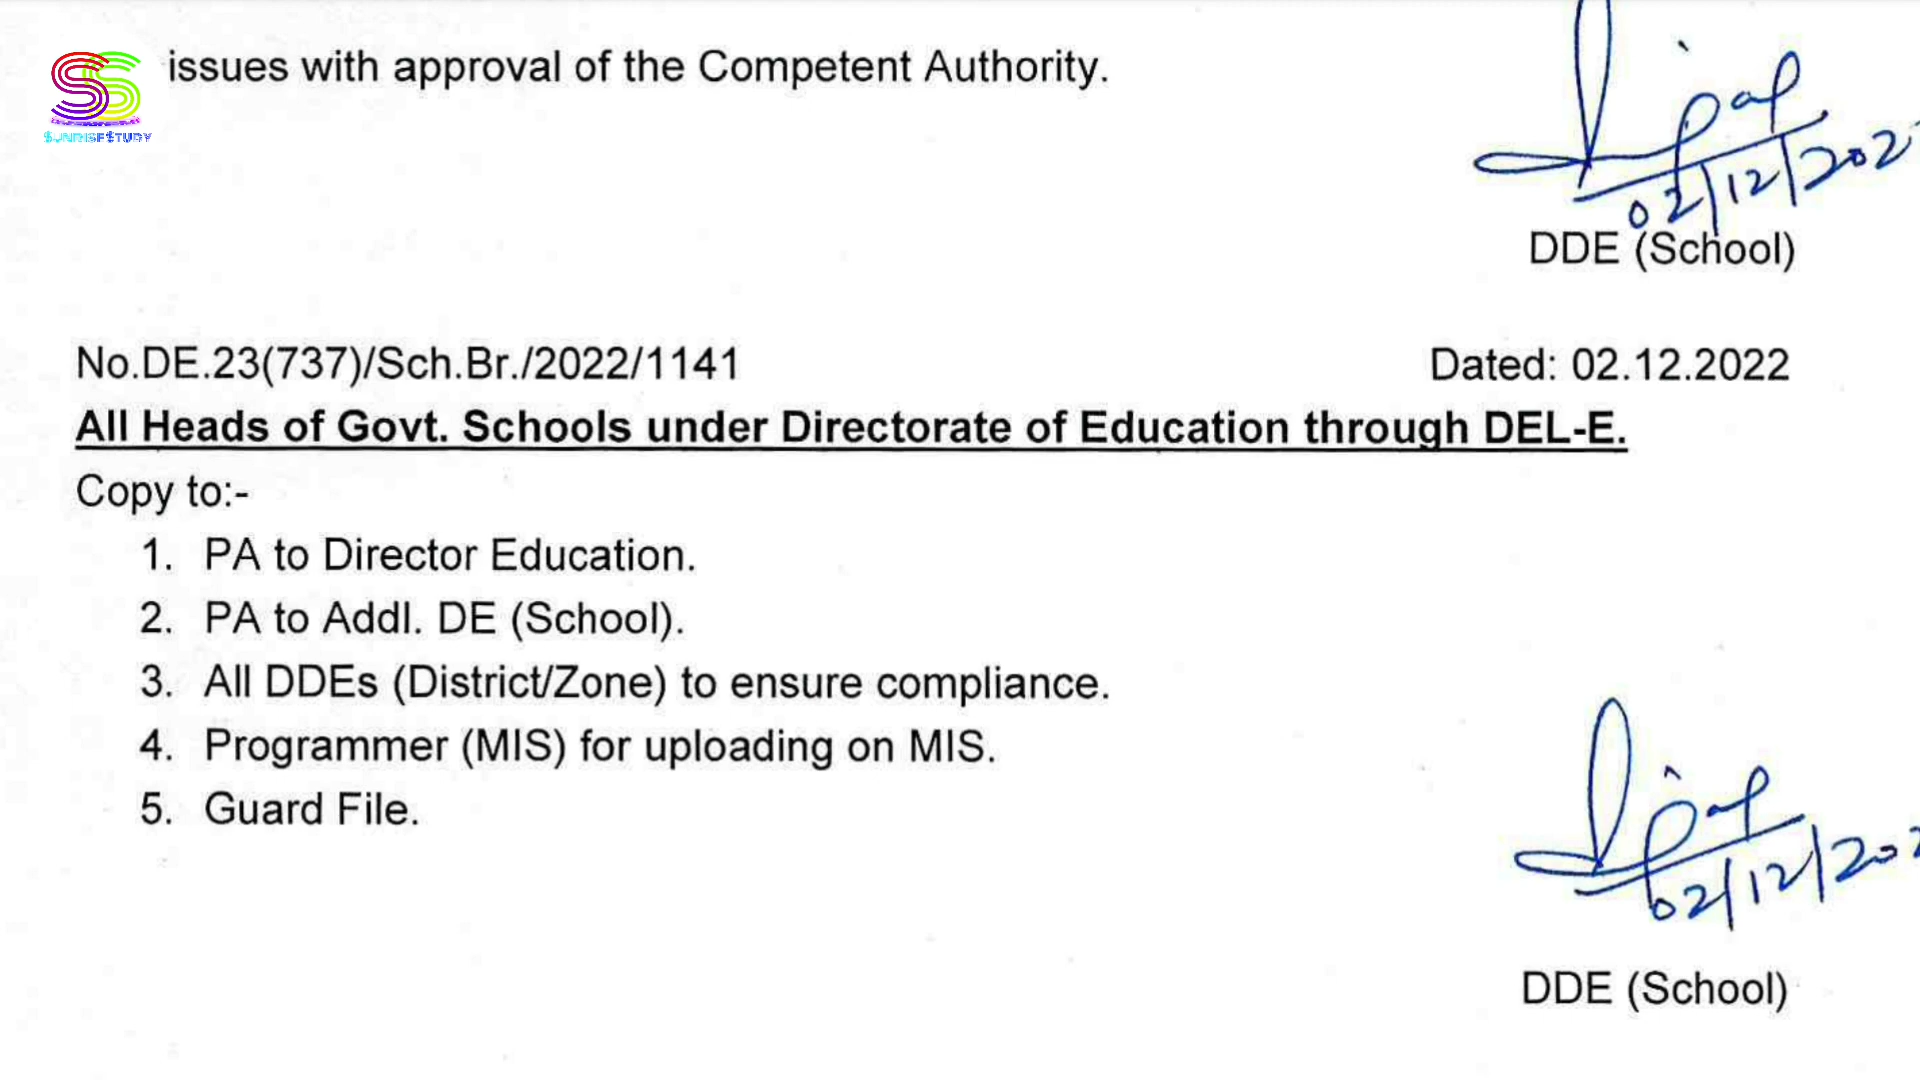 issues with approval of the Competent Authority.
SUNRISESTUDY
02/12/202
DDE (School)
No.DE.23(737)/Sch.Br./2022/1141 Dated: 02.12.2022
All Heads of Govt. Schools under Directorate of Education through DEL-E.
Copy to:-
1. PA to Director Education.
2. PA to Addl. DE (School).
3. All DDEs (District/Zone) to ensure compliance.
4. Programmer (MIS) for uploading on MIS.
5. Guard File.
02/12/202
DDE (School)